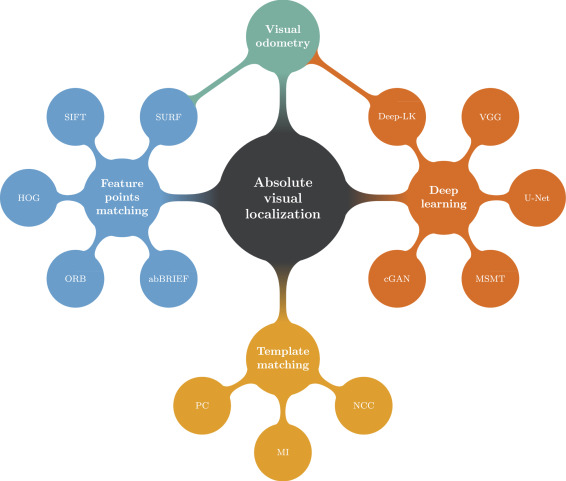 Visual
odometry
SIFT
SURF
Deep-LK
VGG
HOG
Feature
points
matching
Absolute
visual
localization
Deep
learning
U-Net
ORB
abBRIEF
cGAN
MSMT
Template
matching
PC
NCC
MI